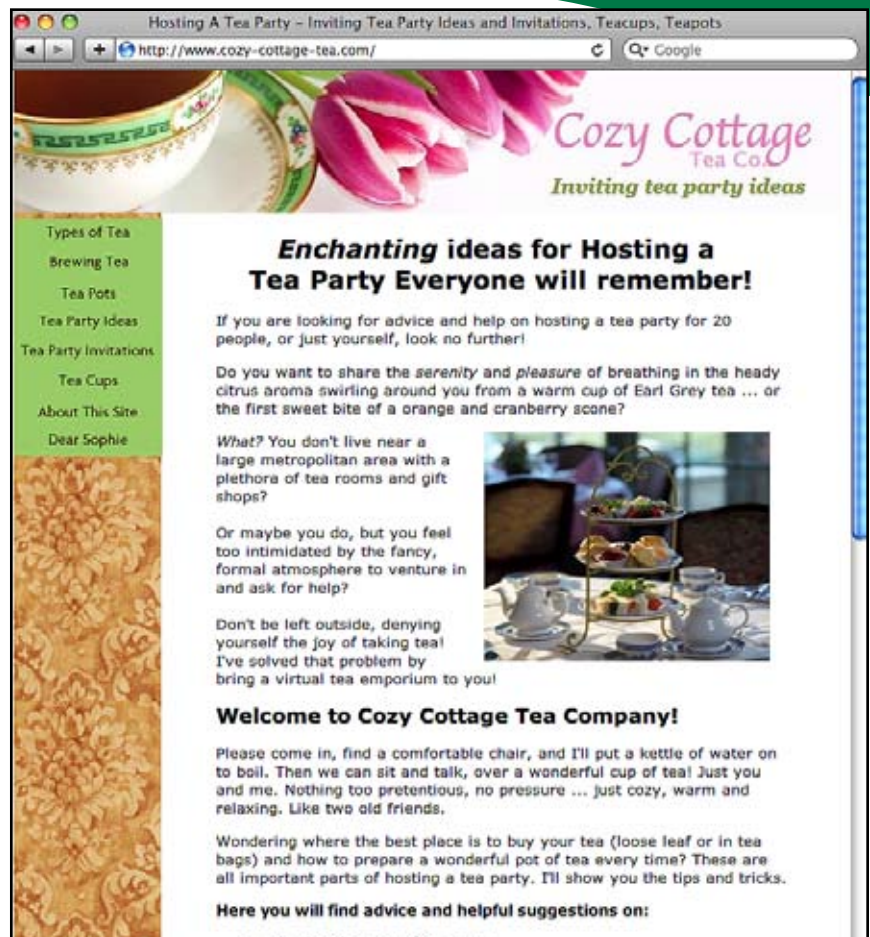 Hosting A Tea Party – Inviting Tea Party Ideas and Invitations, Teacups, Teapots
http://www.cozy-cottage-tea.com/
Google
Cozy Cottage
Tea Co.
Inviting tea party ideas
Types of Tea
Brewing Tea
Tea Pots
Tea Party Ideas
Tea Party Invitations
Tea Cups
About This Site
Dear Sophie
Enchanting ideas for Hosting a
Tea Party Everyone will remember!
If you are looking for advice and help on hosting a tea party for 20
people, or just yourself, look no further!
Do you want to share the serenity and pleasure of breathing in the heady
citrus aroma swirling around you from a warm cup of Earl Grey tea ... or
the first sweet bite of a orange and cranberry scone?
What? You don't live near a
large metropolitan area with a
plethora of tea rooms and gift
shops?
Or maybe you do, but you feel
too intimidated by the fancy,
formal atmosphere to venture in
and ask for help?
Don't be left outside, denying
yourself the joy of taking tea!
I've solved that problem by
bring a virtual tea emporium to you!
Welcome to Cozy Cottage Tea Company!
Please come in, find a comfortable chair, and I'll put a kettle of water on
to boil. Then we can sit and talk, over a wonderful cup of tea! Just you
and me. Nothing too pretentious, no pressure ... just cozy, warm and
relaxing. Like two old friends.
Wondering where the best place is to buy your tea (loose leaf or in tea
bags) and how to prepare a wonderful pot of tea every time? These are
all important parts of hosting a tea party. I'll show you the tips and tricks.
Here you will find advice and helpful suggestions on: